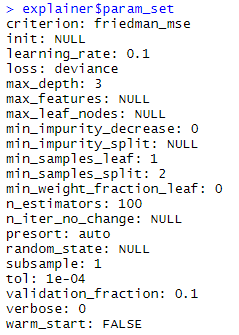 > explainer$param_set
criterion: friedman_mse
init: NULL
learning_rate: 0.1
loss: deviance
max_depth: 3
max_features: NULL
max_leaf_nodes: NULL
min_impurity_decrease: 0
min_impurity_split: NULL
min_samples_leaf: 1
min_samples_split: 2
min_weight_fraction_leaf: 0
n_estimators: 100
n_iter_no_change: NULL
presort: auto
random_state: NULL
subsample: 1
tol: 1e-04
validation_fraction: 0.1
verbose: 0
warm_start: FALSE